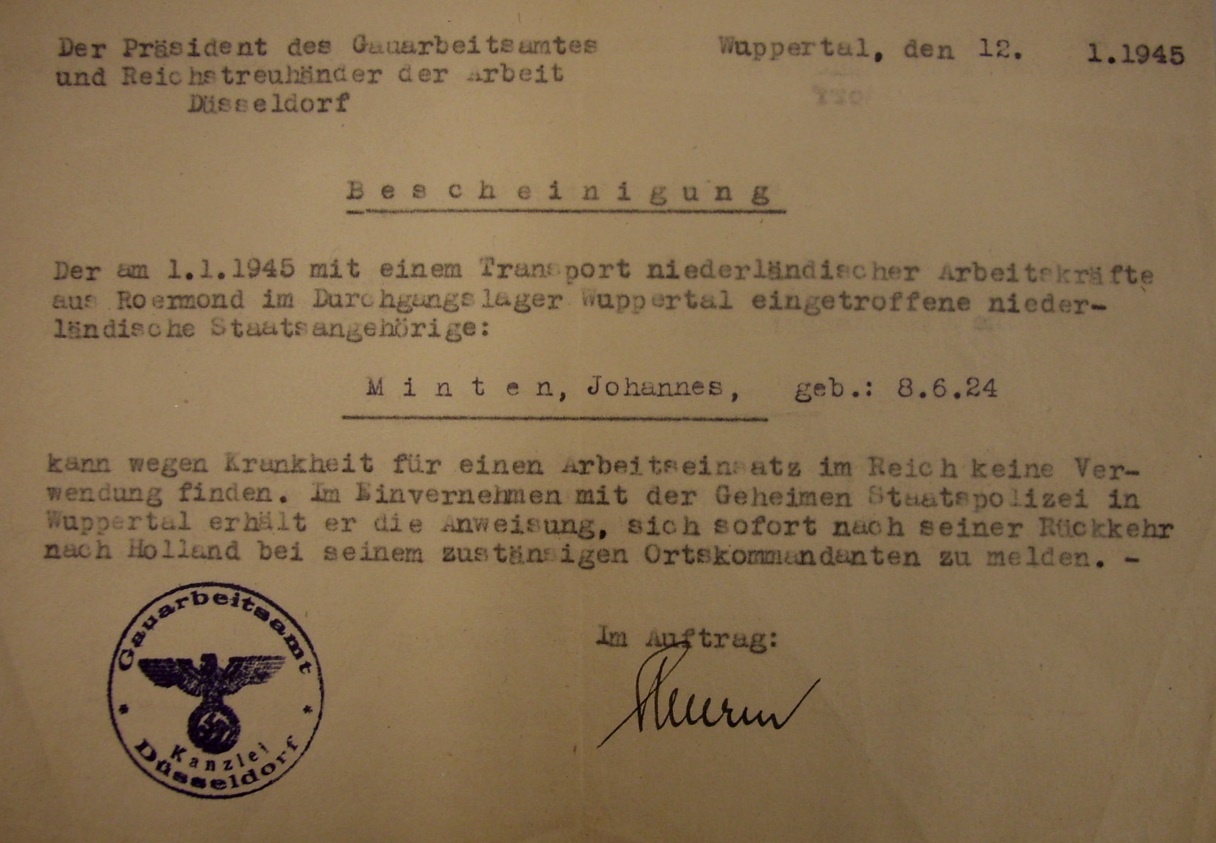 Der Präsident des Gauarbeitsamtes
und Reichstreuhänder der Arbeit
Düsseldorf
Wuppertal, den 12. 1.1945
Bescheinigung
Der am 1.1.1945 mit einem Transport niederländischer Arbeitskräfte
aus Roermond im Durchgangslager Wuppertal eingetroffene nieder-
ländische Staatsangehörige:
Minten, Johannes, geb.: 8.6.24
kann wegen Krankheit für einen Arbeitseinsatz im Reich keine Ver-
wendung finden. Im Einvernehmen mit der Geheimen Staatspolizei in
Wuppertal erhält er die Anweisung, sich sofort nach seiner Rückkehr
nach Holland bei seinem zustänsigen Ortskommandanten zu melden. -
Im Auftrag:
Gauarbeitsamt
Kanzlei
Düsseldorf